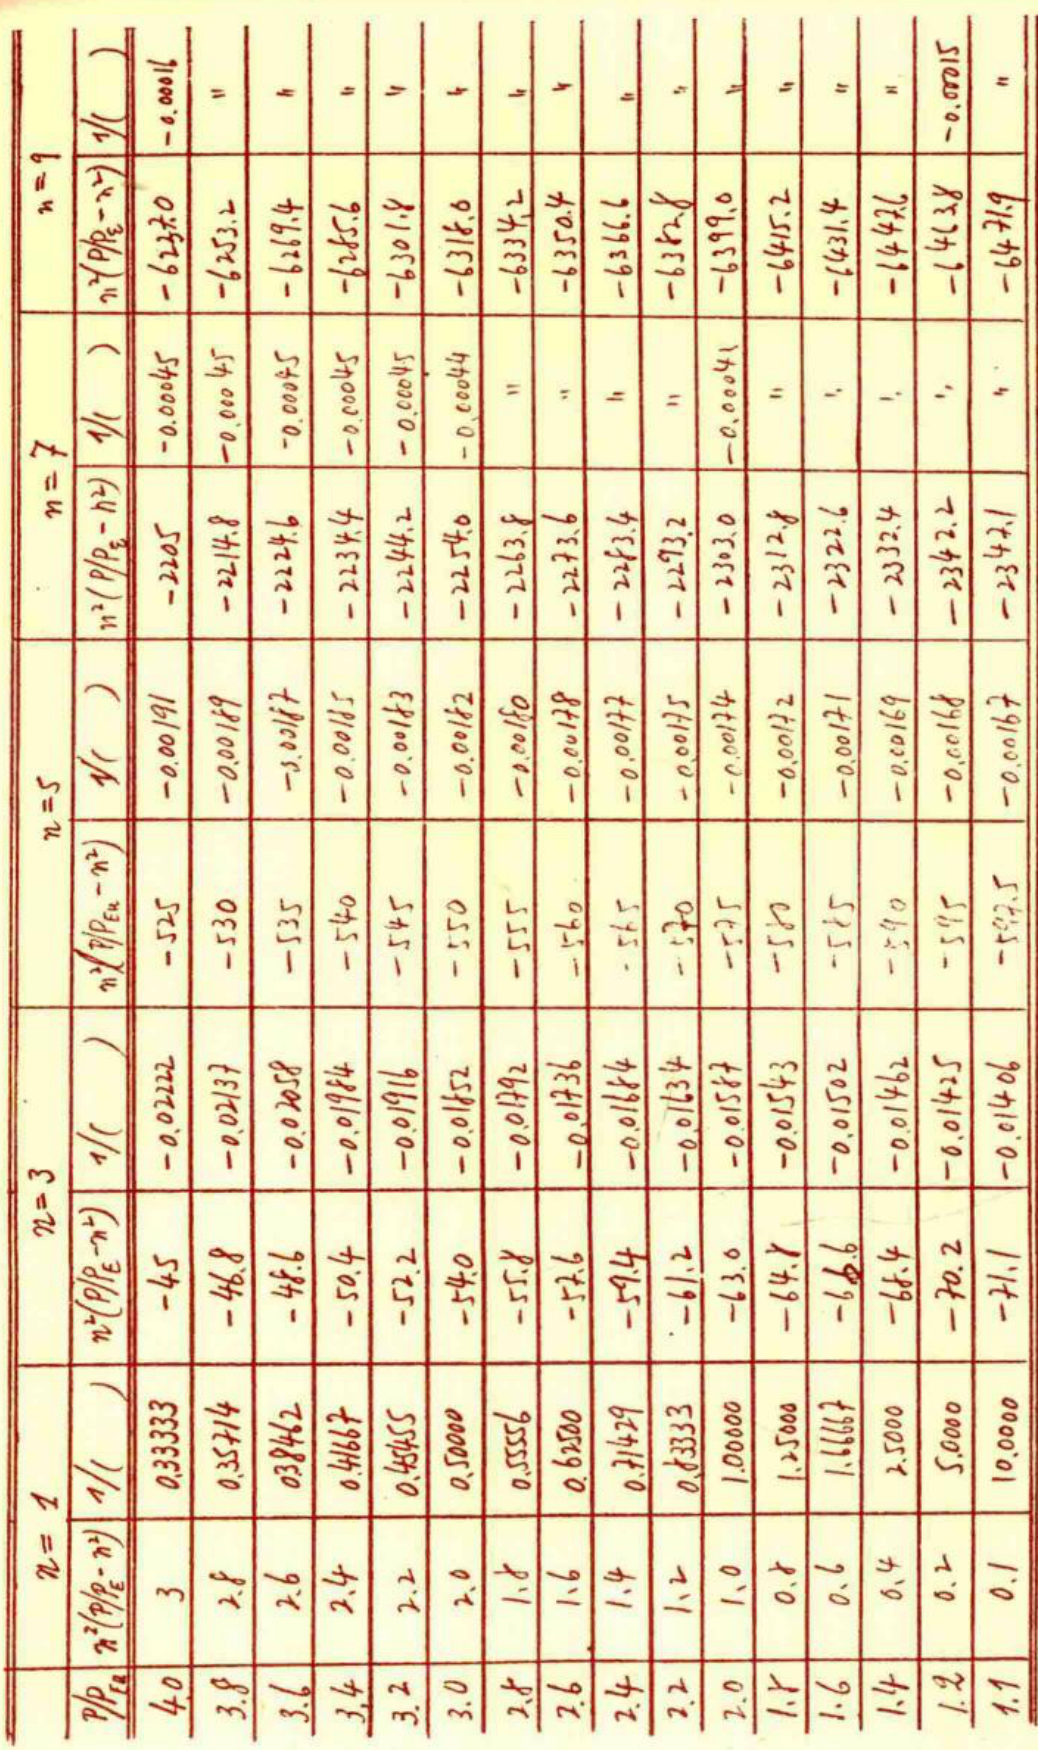 n = 1 n = 3 n = 5 n = 7 n = 9
P/P_Eu n²(P/P_E - n²) 1/( ) n²(P/P_E - n²) 1/( ) n²(P/P_Eu - n²) 1/( ) n²(P/P_E - n²) 1/( ) n²(P/P_E - n²) 1/( )
4.0 3 0.33333 -45 -0.02222 -525 -0.00191 -2205 -0.00045 -6237.0 -0.00016
3.8 2.8 0.35714 -46.8 -0.02137 -530 -0.00189 -2214.8 -0.00045 -6253.2 "
3.6 2.6 0.38462 -48.6 -0.02058 -535 -0.00187 -2224.6 -0.00045 -6269.4 "
3.4 2.4 0.41667 -50.4 -0.01984 -540 -0.00185 -2234.4 -0.00045 -6285.6 "
3.2 2.2 0.45455 -52.2 -0.01916 -545 -0.00183 -2244.2 -0.00045 -6301.8 "
3.0 2.0 0.50000 -54.0 -0.01852 -550 -0.00182 -2254.0 -0.00044 -6318.0 "
2.8 1.8 0.5556 -55.8 -0.01792 -555 -0.00180 -2263.8 " -6334.2 "
2.6 1.6 0.62500 -57.6 -0.01736 -560 -0.00178 -2273.6 " -6350.4 "
2.4 1.4 0.71429 -59.4 -0.01684 -565 -0.00177 -2283.4 " -6366.6 "
2.2 1.2 0.83333 -61.2 -0.01634 -570 -0.00175 -2293.2 " -6382.8 "
2.0 1.0 1.00000 -63.0 -0.01587 -575 -0.00174 -2303.0 -0.00041 -6399.0 "
1.8 0.8 1.25000 -64.8 -0.01543 -580 -0.00172 -2312.8 " -6415.2 "
1.6 0.6 1.66667 -66.6 -0.01502 -585 -0.00171 -2322.6 " -6431.4 "
1.4 0.4 2.5000 -68.4 -0.01462 -590 -0.00169 -2332.4 " -6447.6 "
1.2 0.2 5.0000 -70.2 -0.01425 -595 -0.00168 -2342.2 " -6463.8 -0.00015
1.1 0.1 10.0000 -71.1 -0.01406 -597.5 -0.00167 -2347.1 " -6471.9 "